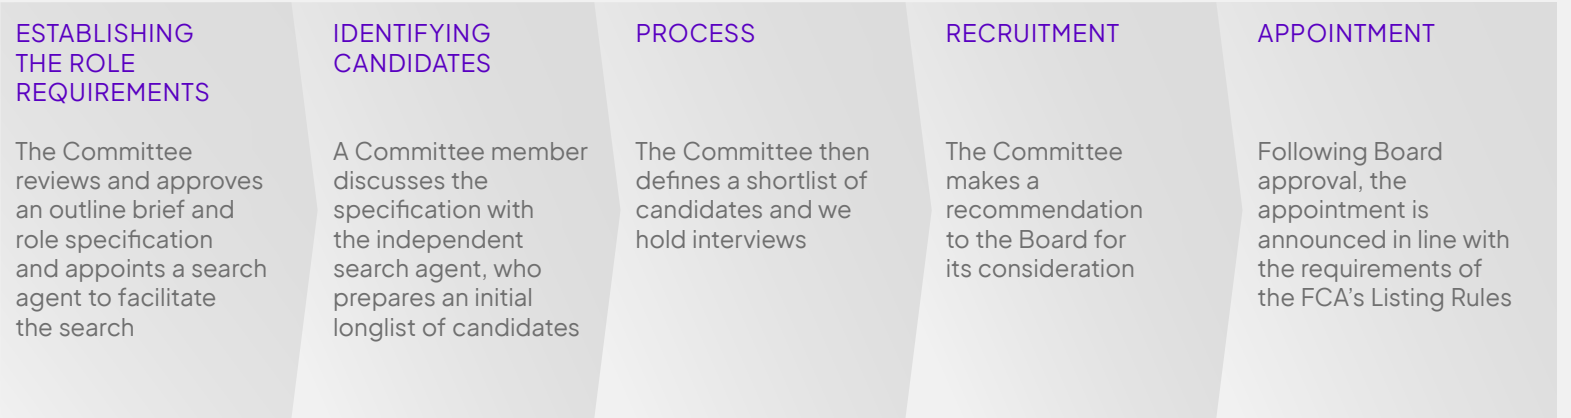 ESTABLISHING
THE ROLE
REQUIREMENTS
The Committee
reviews and approves
an outline brief and
role specification
and appoints a search
agent to facilitate
the search
IDENTIFYING
CANDIDATES
A Committee member
discusses the
specification with
the independent
search agent, who
prepares an initial
longlist of candidates
PROCESS
The Committee then
defines a shortlist of
candidates and we
hold interviews
RECRUITMENT
The Committee
makes a
recommendation
to the Board for
its consideration
APPOINTMENT
Following Board
approval, the
appointment is
announced in line with
the requirements of
the FCA’s Listing Rules